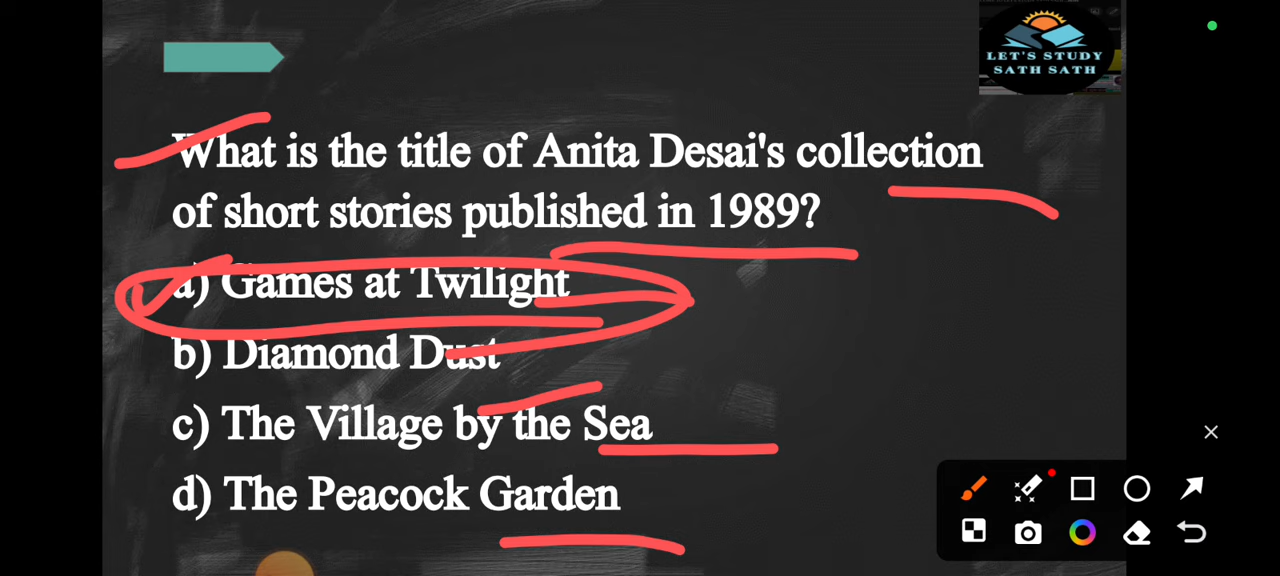 LET'S STUDY
SATH SATH
What is the title of Anita Desai's collection
of short stories published in 1989?
a) Games at Twilight
b) Diamond Dust
c) The Village by the Sea
d) The Peacock Garden